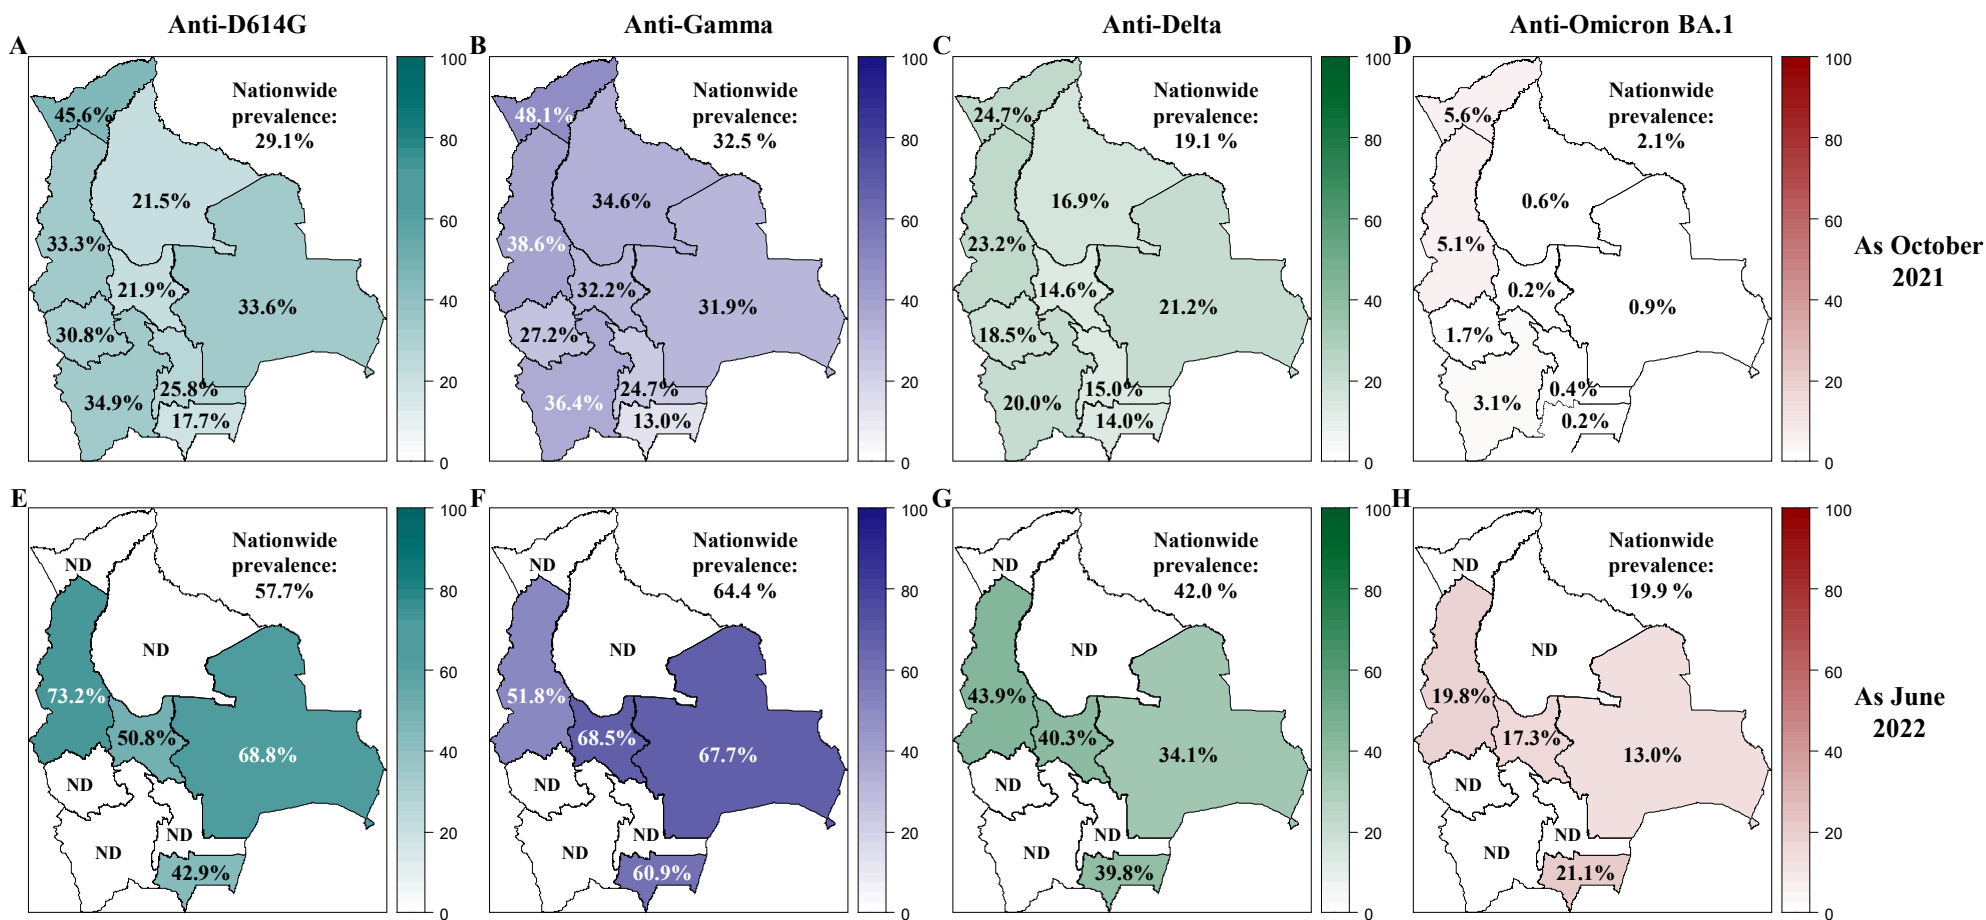 Anti-D614G
Anti-Gamma
Anti-Delta
Anti-Omicron BA.1
A
Nationwide
prevalence:
29.1%
45.6%
21.5%
33.3%
21.9%
33.6%
30.8%
25.8%
34.9%
17.7%
100
80
60
40
20
0
B
Nationwide
prevalence:
32.5 %
48.1%
34.6%
38.6%
32.2%
31.9%
27.2%
24.7%
36.4%
13.0%
100
80
60
40
20
0
C
Nationwide
prevalence:
19.1 %
24.7%
16.9%
23.2%
14.6%
21.2%
18.5%
15.0%
20.0%
14.0%
100
80
60
40
20
0
D
Nationwide
prevalence:
2.1%
5.6%
0.6%
5.1%
0.2%
0.9%
1.7%
0.4%
3.1%
0.2%
100
80
60
40
20
0
As October
2021
E
Nationwide
prevalence:
57.7%
ND
ND
73.2%
50.8%
68.8%
ND
ND
ND
42.9%
100
80
60
40
20
0
F
Nationwide
prevalence:
64.4 %
ND
ND
51.8%
68.5%
67.7%
ND
ND
ND
60.9%
100
80
60
40
20
0
G
Nationwide
prevalence:
42.0 %
ND
ND
43.9%
40.3%
34.1%
ND
ND
ND
39.8%
100
80
60
40
20
0
H
Nationwide
prevalence:
19.9 %
ND
ND
19.8%
17.3%
13.0%
ND
ND
ND
21.1%
100
80
60
40
20
0
As June
2022